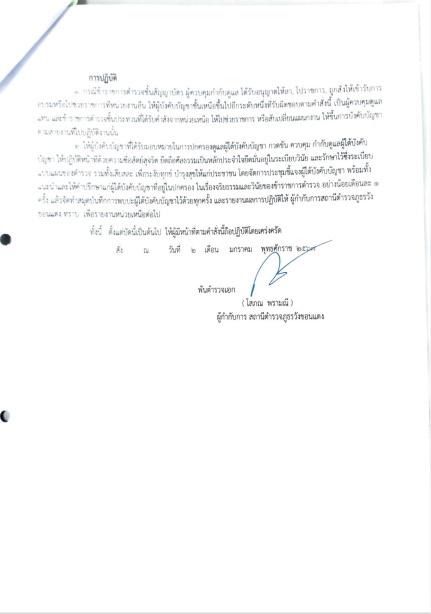 การปฏิบัติ
๑. กรณีข้าราชการตำรวจชั้นสัญญาบัตร ผู้ควบคุมกำกับดูแล ได้รับอนุญาตให้ลา, ไปราชการ, ถูกสั่งให้เข้ารับการ
อบรมหรือไปช่วยราชการที่หน่วยงานอื่น ให้ผู้บังคับบัญชาชั้นเหนือขึ้นไปอีกระดับหนึ่งที่รับผิดชอบตามคำสั่งนี้ เป็นผู้ควบคุมดูแล
แทน และข้าราชการตำรวจชั้นประทวนที่ได้รับคำสั่งจากหน่วยเหนือ ให้ไปช่วยราชการ หรือสับเปลี่ยนแผนกงาน ให้ขึ้นการบังคับบัญชา
ตามสายงานที่ไปปฏิบัติงานนั้น
๒. ให้ผู้บังคับบัญชาที่ได้รับมอบหมายในการปกครองดูแลผู้ใต้บังคับบัญชา กวดขัน ควบคุม กำกับดูแลผู้ใต้บังคับ
บัญชา ให้ปฏิบัติหน้าที่ด้วยความซื่อสัตย์สุจริต ยึดถือศีลธรรมเป็นหลักประจำใจยึดมั่นอยู่ในระเบียบวินัย และรักษาไว้ซึ่งระเบียบ
แบบแผนของตำรวจ รวมทั้งเสียสละ เพื่อระงับทุกข์ บำรุงสุขให้แก่ประชาชน โดยจัดการประชุมชี้แจงผู้ใต้บังคับบัญชา พร้อมทั้ง
แนะนำและให้คำปรึกษาแก่ผู้ใต้บังคับบัญชาที่อยู่ในปกครอง ในเรื่องจริยธรรมและวินัยของข้าราชการตำรวจ อย่างน้อยเดือนละ ๑
ครั้ง แล้วจัดทำสมุดบันทึกการพบปะผู้ใต้บังคับบัญชาไว้ด้วยทุกครั้ง และรายงานผลการปฏิบัติให้ ผู้กำกับการสถานีตำรวจภูธรวัง
ขอนแดง ทราบ เพื่อรายงานหน่วยเหนือต่อไป
ทั้งนี้ ตั้งแต่บัดนี้เป็นต้นไป ให้ผู้มีหน้าที่ตามคำสั่งนี้ถือปฏิบัติโดยเคร่งครัด
สั่ง ณ วันที่ ๒ เดือน มกราคม พุทธศักราช
พันตำรวจเอก
( โสภณ พรามณี )
ผู้กำกับการ สถานีตำรวจภูธรวังขอนแดง